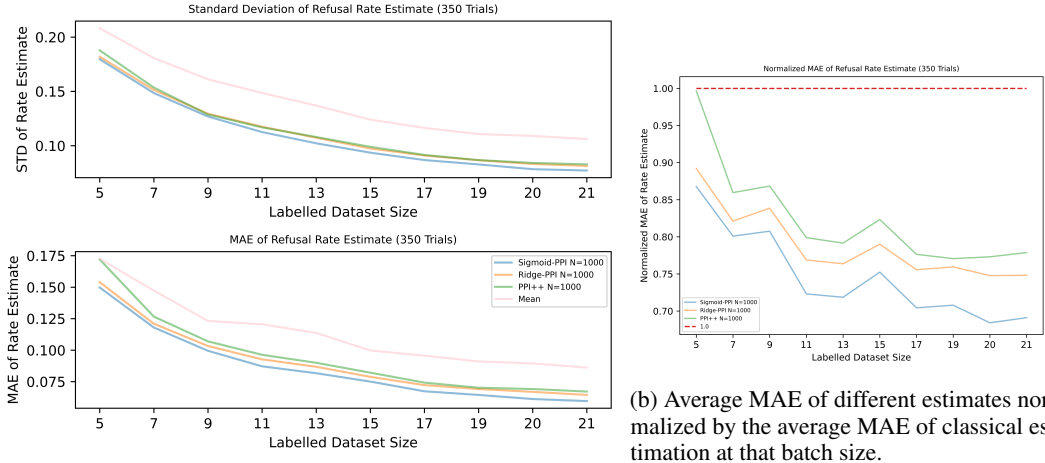 Standard Deviation of Refusal Rate Estimate (350 Trials)
STD of Rate Estimate
0.20
0.15
0.10
5 7 9 11 13 15 17 19 20 21
Labelled Dataset Size
MAE of Refusal Rate Estimate (350 Trials)
MAE of Rate Estimate
0.175
0.150
0.125
0.100
0.075
Sigmoid-PPI N=1000
Ridge-PPI N=1000
PPI++ N=1000
Mean
5 7 9 11 13 15 17 19 20 21
Labelled Dataset Size
Normalized MAE of Refusal Rate Estimate (350 Trials)
Normalized MAE of Rate Estimate
1.00
0.95
0.90
0.85
0.80
0.75
0.70
Sigmoid-PPI N=1000
Ridge-PPI N=1000
PPI++ N=1000
1.0
5 7 9 11 13 15 17 19 20 21
Labelled Dataset Size
(b) Average MAE of different estimates nor
malized by the average MAE of classical es
timation at that batch size.